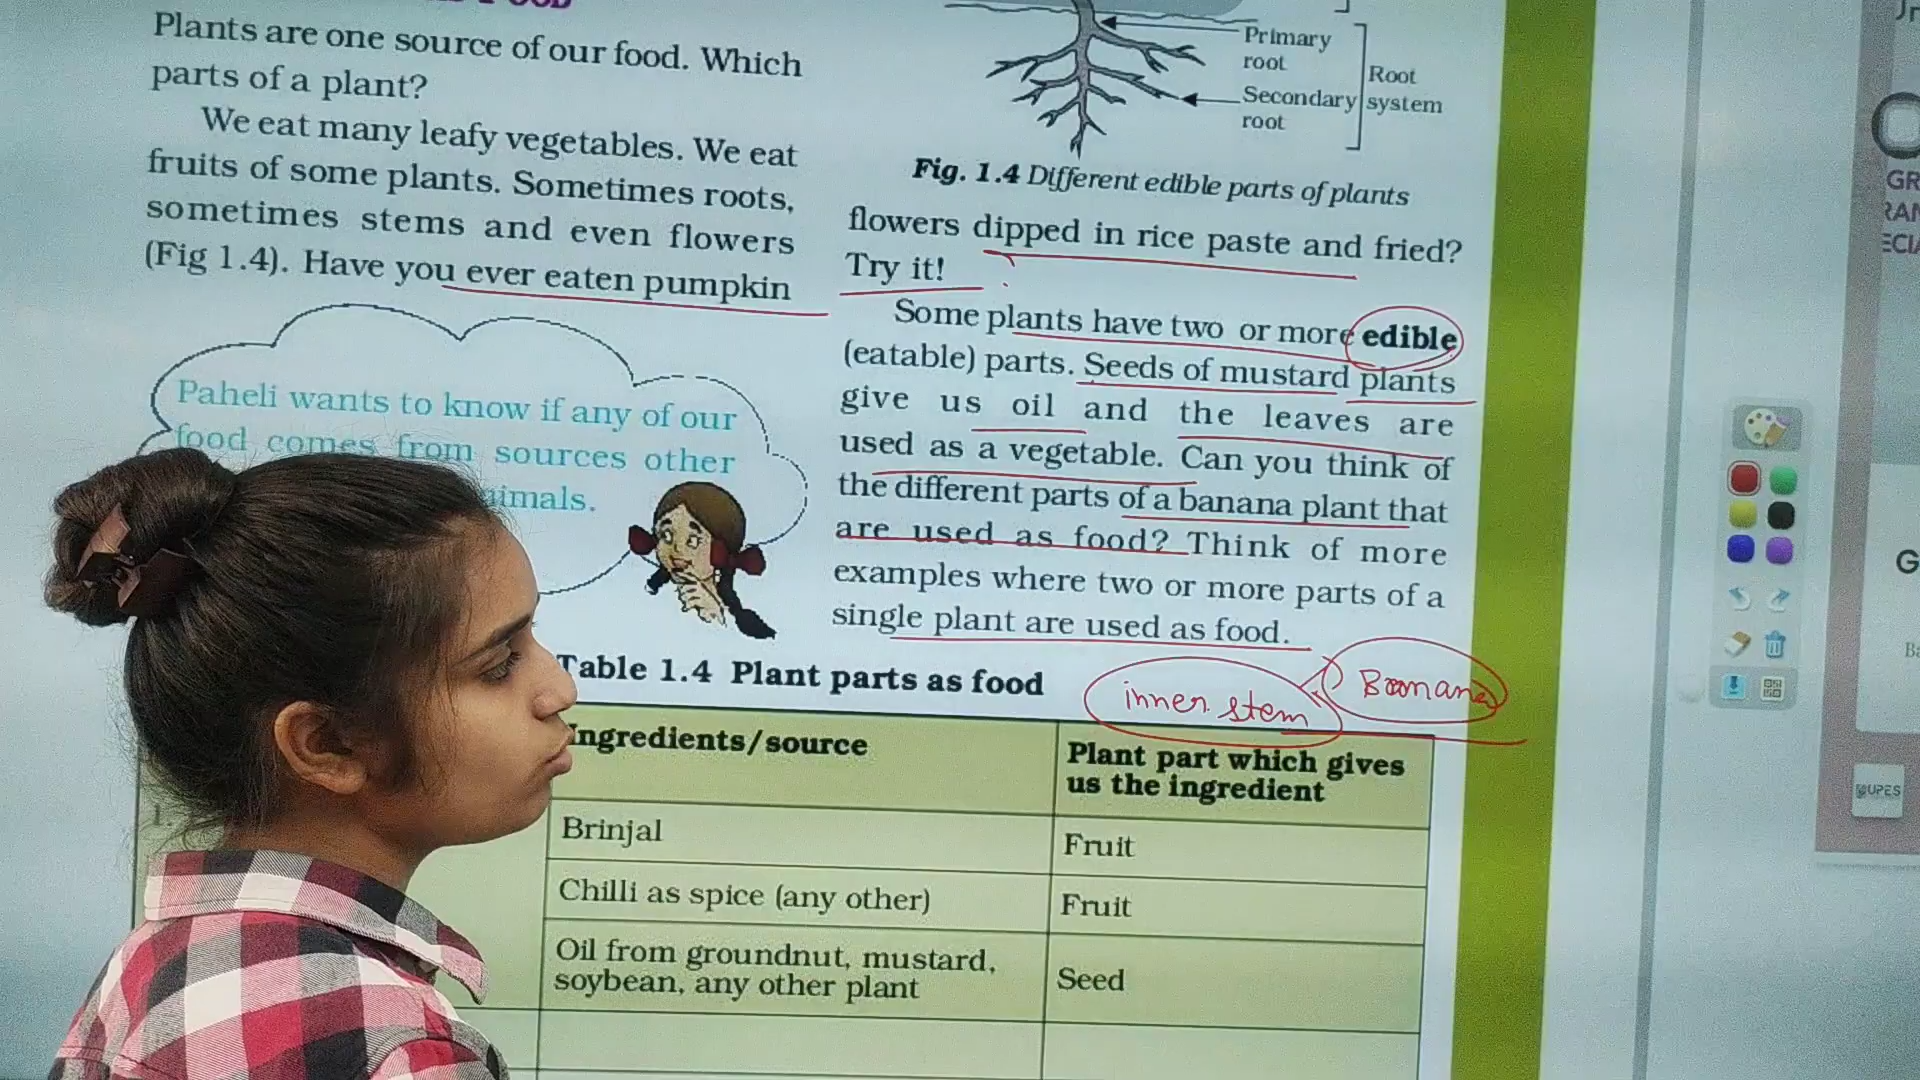 Plants are one source of our food. Which
parts of a plant?
We eat many leafy vegetables. We eat
fruits of some plants. Sometimes roots,
sometimes stems and even flowers
(Fig 1.4). Have you ever eaten pumpkin
Paheli wants to know if any of our
food comes from sources other
Primary
root
Secondary
root
Root
system
Fig. 1.4 Different edible parts of plants
flowers dipped in rice paste and fried?
Try it!
Some plants have two or more edible
(eatable) parts. Seeds of mustard plants
give us oil and the leaves are
used as a vegetable. Can you think of
the different parts of a banana plant that
are used as food? Think of more
examples where two or more parts of a
single plant are used as food.
inner stem
Table 1.4 Plant parts as food
Ingredients/source
Plant part which gives
us the ingredient
1.
Brinjal
Fruit
Chilli as spice (any other)
Fruit
Oil from groundnut, mustard,
soybean, any other plant
Seed
UPES